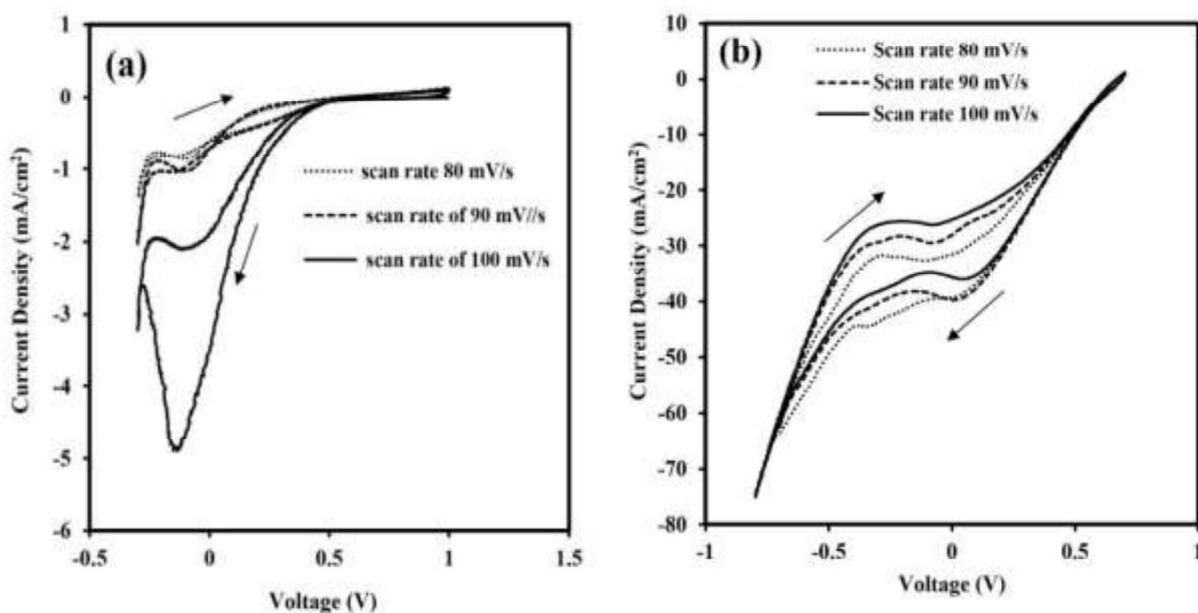 (a)
1
0
-1
-2
-3
-4
-5
-6
-0.5
0
0.5
1
1.5
Current Density (mA/cm²)
Voltage (V)
scan rate 80 mV/s
scan rate of 90 mV//s
scan rate of 100 mV/s
(b)
10
0
-10
-20
-30
-40
-50
-60
-70
-80
-1
-0.5
0
0.5
1
Current Density (mA/cm²)
Voltage (V)
Scan rate 80 mV/s
Scan rate 90 mV/s
Scan rate 100 mV/s